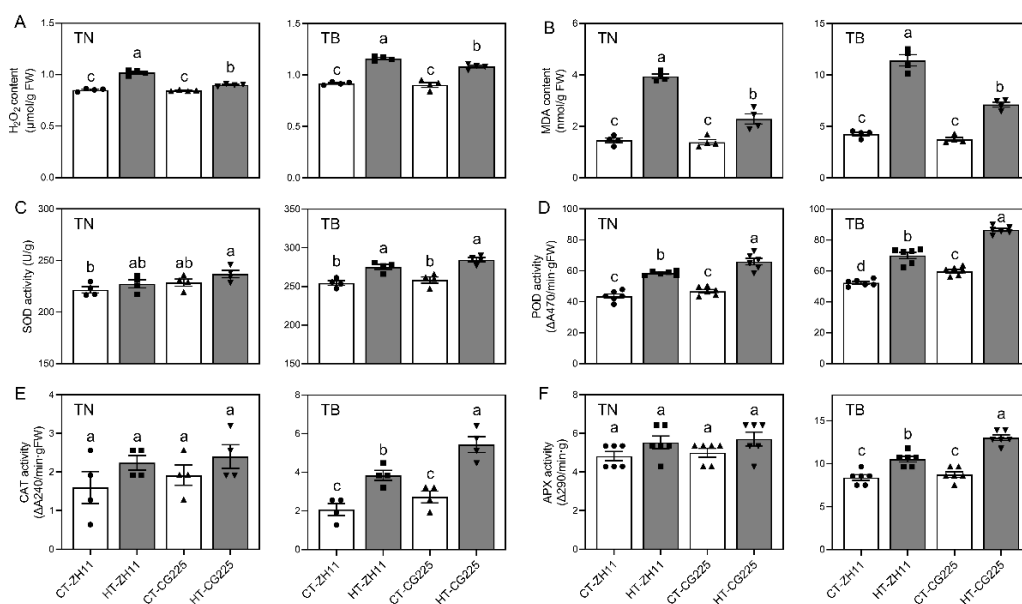 A
H₂O₂ content
(μmol/g FW)
1.5
1.0
0.5
0.0
TN
c
a
c
b
1.5
1.0
0.5
0.0
TB
c
a
c
b
B
MDA content
(nmol/g FW)
6
4
2
0
TN
c
a
c
b
15
10
5
0
TB
c
a
c
b
C
SOD activity (U/g)
300
250
200
150
TN
b
ab
ab
a
350
300
250
200
150
TB
b
a
b
a
D
POD activity
(ΔA470/min·gFW)
100
80
60
40
20
0
TN
c
b
c
a
100
80
60
40
20
0
TB
d
b
c
a
E
CAT activity
(ΔA240/min·gFW)
4
3
2
1
0
TN
a
a
a
a
CT-ZH11
HT-ZH11
CT-CG225
HT-CG225
8
6
4
2
0
TB
c
b
c
a
CT-ZH11
HT-ZH11
CT-CG225
HT-CG225
F
APX activity
(Δ290/min·g)
8
6
4
2
0
TN
a
a
a
a
CT-ZH11
HT-ZH11
CT-CG225
HT-CG225
15
10
5
0
TB
c
b
c
a
CT-ZH11
HT-ZH11
CT-CG225
HT-CG225